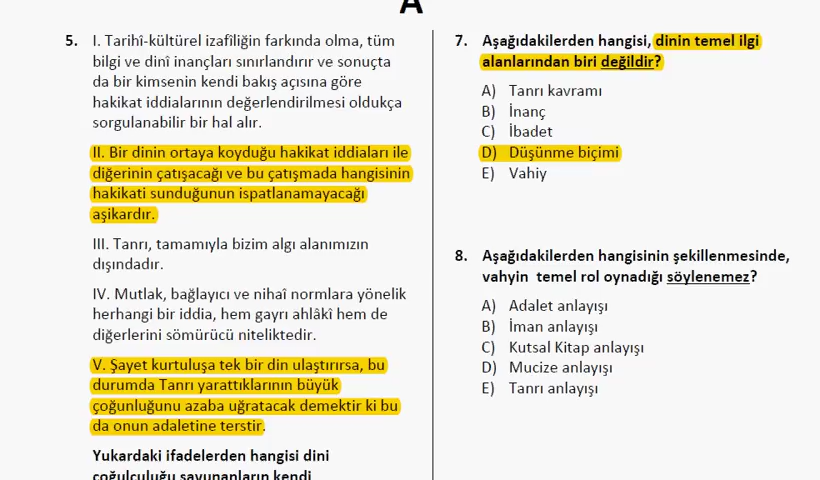 A
5. I. Tarihî-kültürel izafîliğin farkında olma, tüm
bilgi ve dinî inançları sınırlandırır ve sonuçta
da bir kimsenin kendi bakış açısına göre
hakikat iddialarının değerlendirilmesi oldukça
sorgulanabilir bir hal alır.
II. Bir dinin ortaya koyduğu hakikat iddiaları ile
diğerinin çatışacağı ve bu çatışmada hangisinin
hakikati sunduğunun ispatlanamayacağı
aşikardır.
III. Tanrı, tamamıyla bizim algı alanımızın
dışındadır.
IV. Mutlak, bağlayıcı ve nihaî normlara yönelik
herhangi bir iddia, hem gayrı ahlâkî hem de
diğerlerini sömürücü niteliktedir.
V. Şayet kurtuluşa tek bir din ulaştırırsa, bu
durumda Tanrı yarattıklarının büyük
çoğunluğunu azaba uğratacak demektir ki bu
da onun adaletine terstir.
Yukardaki ifadelerden hangisi dini
çoğulculuğu savunanların kendi
7. Aşağıdakilerden hangisi, dinin temel ilgi
alanlarından biri değildir?
A) Tanrı kavramı
B) İnanç
C) İbadet
D) Düşünme biçimi
E) Vahiy
8. Aşağıdakilerden hangisinin şekillenmesinde,
vahyin temel rol oynadığı söylenemez?
A) Adalet anlayışı
B) İman anlayışı
C) Kutsal Kitap anlayışı
D) Mucize anlayışı
E) Tanrı anlayışı